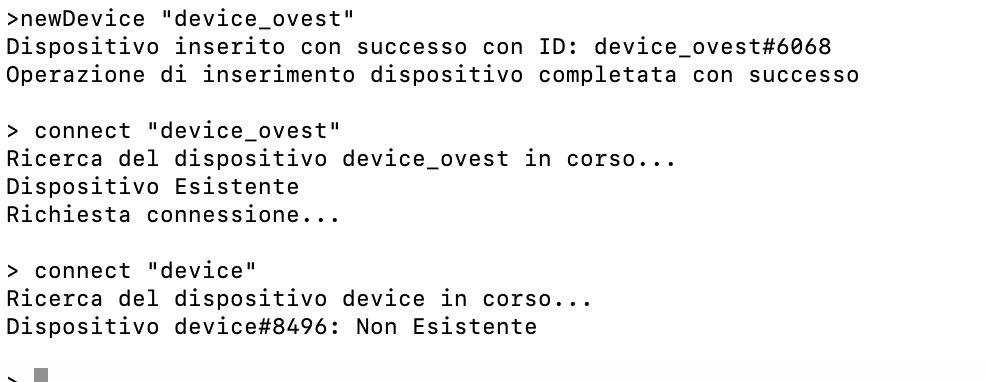 >newDevice "device_ovest"
Dispositivo inserito con successo con ID: device_ovest#6068
Operazione di inserimento dispositivo completata con successo
> connect "device_ovest"
Ricerca del dispositivo device_ovest in corso...
Dispositivo Esistente
Richiesta connessione...
> connect "device"
Ricerca del dispositivo device in corso...
Dispositivo device#8496: Non Esistente
>